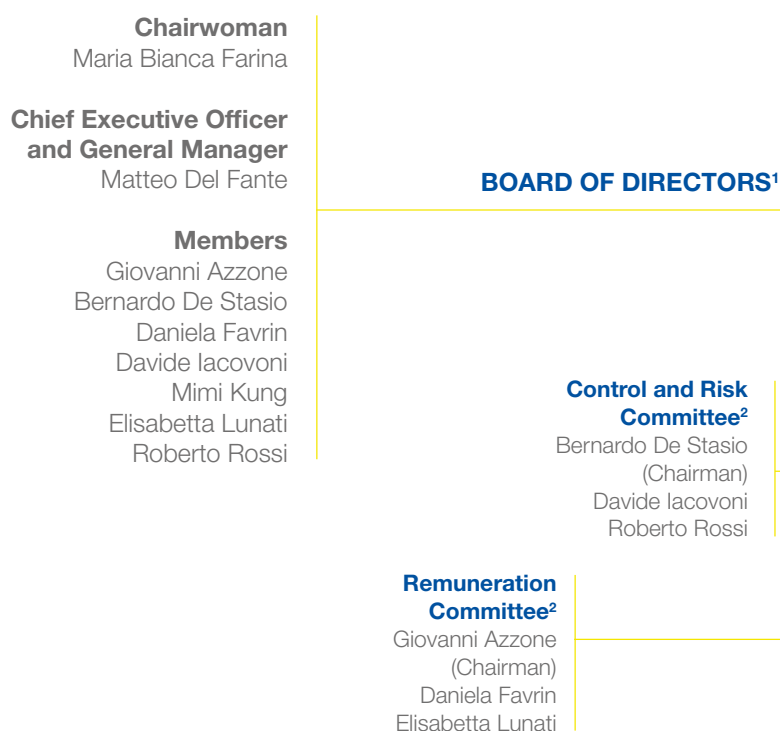 Chairwoman
Maria Bianca Farina
Chief Executive Officer
and General Manager
Matteo Del Fante
Members
Giovanni Azzone
Bernardo De Stasio
Daniela Favrin
Davide Iacovoni
Mimi Kung
Elisabetta Lunati
Roberto Rossi
BOARD OF DIRECTORS¹
Control and Risk
Committee²
Bernardo De Stasio
(Chairman)
Davide Iacovoni
Roberto Rossi
Remuneration
Committee²
Giovanni Azzone
(Chairman)
Daniela Favrin
Elisabetta Lunati